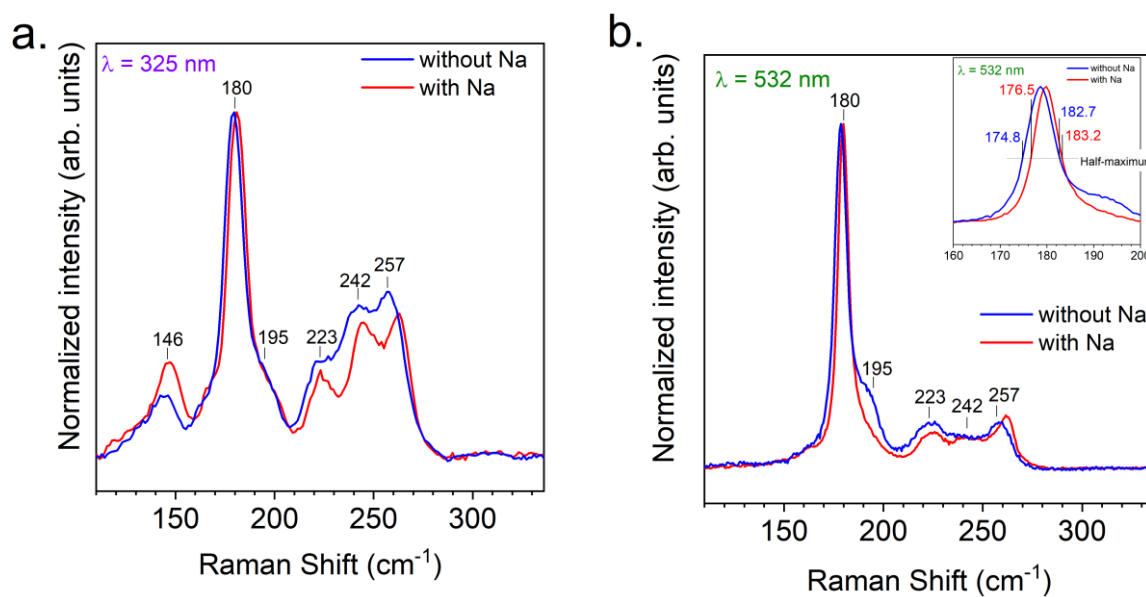 a.
λ = 325 nm
without Na
with Na
180
146
195
223
242
257
Normalized intensity (arb. units)
150 200 250 300
Raman Shift (cm⁻¹)
b.
λ = 532 nm
180
195
223
242
257
without Na
with Na
Normalized intensity (arb. units)
150 200 250 300
Raman Shift (cm⁻¹)
λ = 532 nm
without Na
with Na
176.5
174.8
182.7
183.2
Half-maximum
160 170 180 190 200